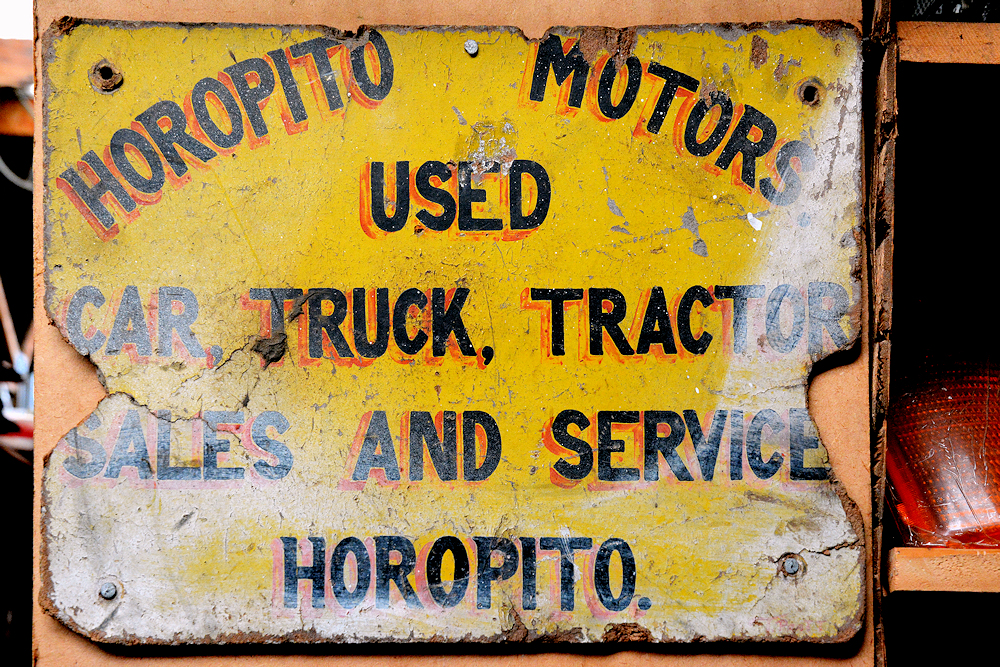 HOROPITO MOTORS.
USED
CAR, TRUCK, TRACTOR
SALES AND SERVICE
HOROPITO.